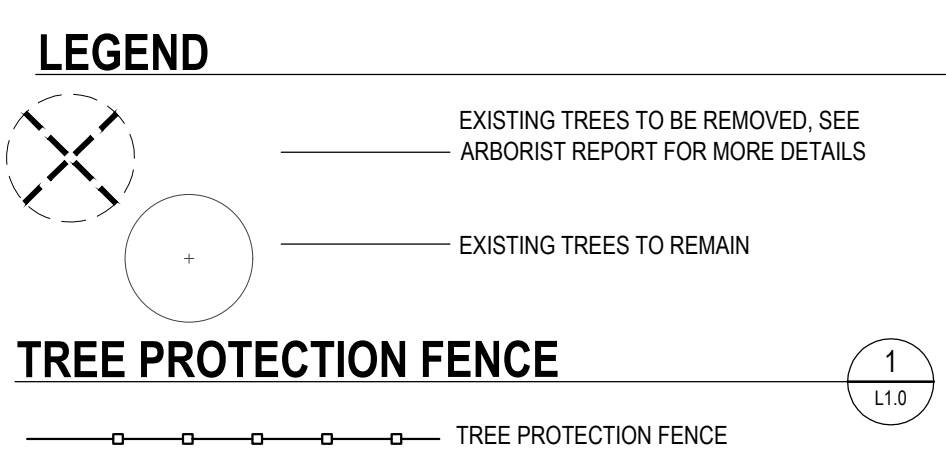 LEGEND
EXISTING TREES TO BE REMOVED, SEE
ARBORIST REPORT FOR MORE DETAILS
EXISTING TREES TO REMAIN
TREE PROTECTION FENCE
1
L1.0
TREE PROTECTION FENCE